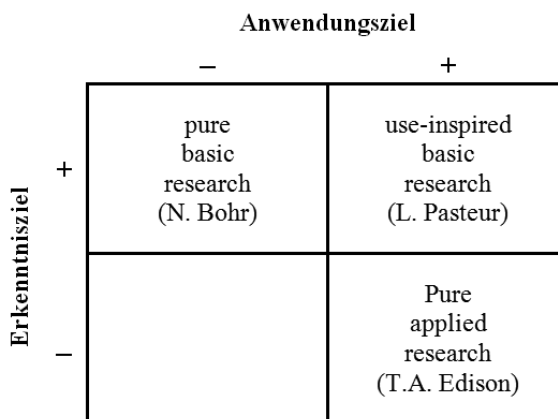 Anwendungsziel
– +
Erkenntnisziel
+
pure
basic
research
(N. Bohr)
use-inspired
basic
research
(L. Pasteur)
–
Pure
applied
research
(T.A. Edison)